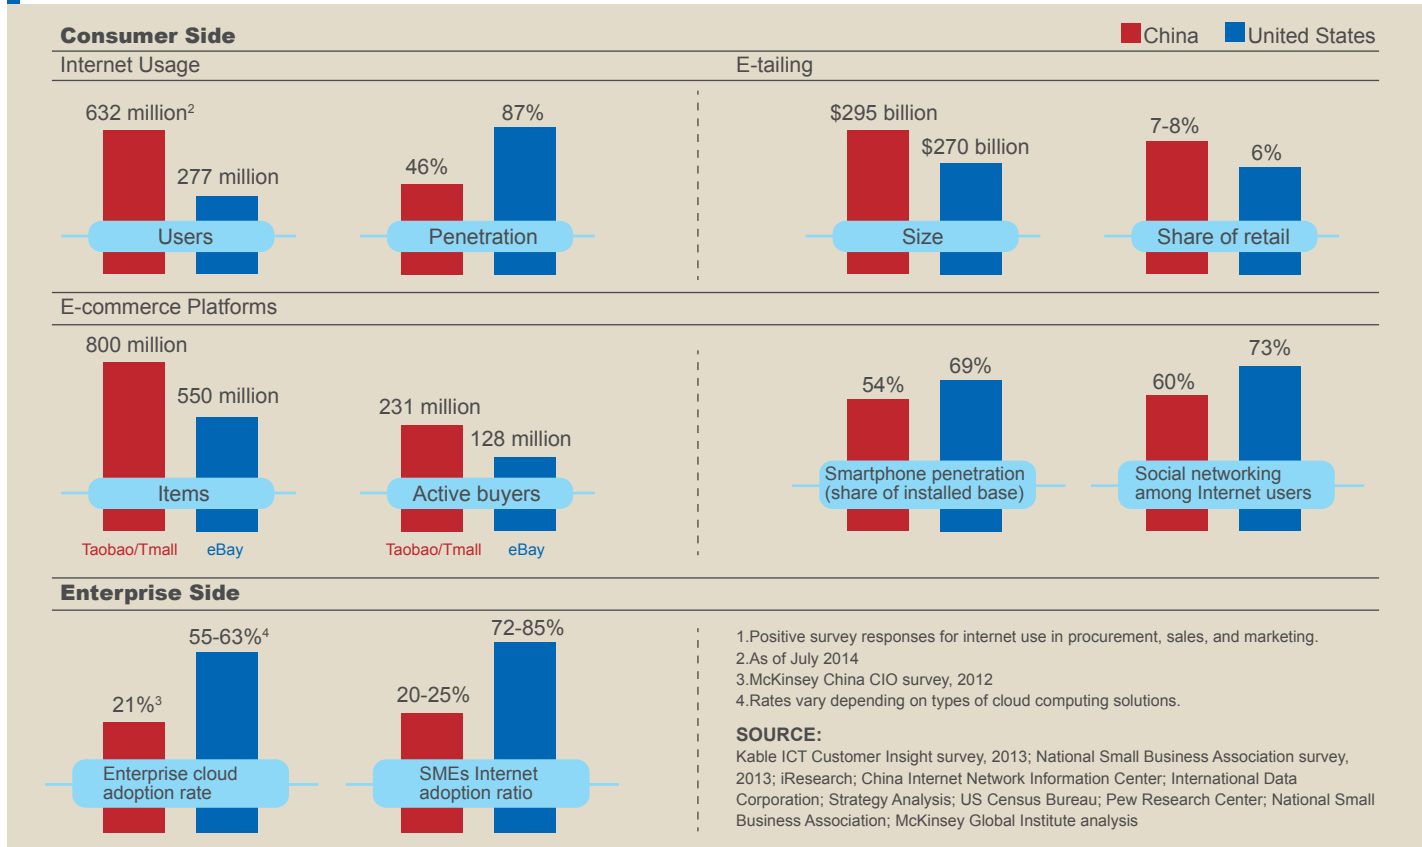 Consumer Side
China United States
Internet Usage
E-tailing
632 million2
277 million
Users
46%
87%
Penetration
$295 billion
$270 billion
Size
7-8%
6%
Share of retail
E-commerce Platforms
800 million
550 million
Items
Taobao/Tmall eBay
231 million
128 million
Active buyers
Taobao/Tmall eBay
54%
69%
Smartphone penetration
(share of installed base)
60%
73%
Social networking
among Internet users
Enterprise Side
21%3
55-63%4
Enterprise cloud
adoption rate
20-25%
72-85%
SMEs Internet
adoption ratio
1.Positive survey responses for internet use in procurement, sales, and marketing.
2.As of July 2014
3.McKinsey China CIO survey, 2012
4.Rates vary depending on types of cloud computing solutions.
SOURCE:
Kable ICT Customer Insight survey, 2013; National Small Business Association survey,
2013; iResearch; China Internet Network Information Center; International Data
Corporation; Strategy Analysis; US Census Bureau; Pew Research Center; National Small
Business Association; McKinsey Global Institute analysis